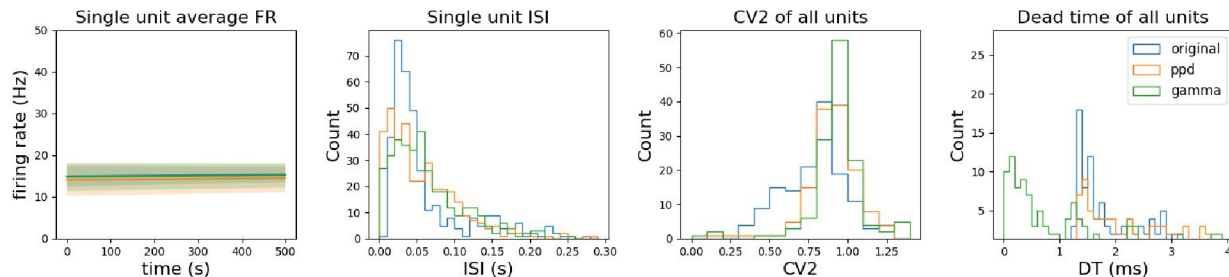 Single unit average FR
firing rate (Hz)
50
40
30
20
10
0
0 100 200 300 400 500
time (s)
Single unit ISI
Count
70
60
50
40
30
20
10
0
0.00 0.05 0.10 0.15 0.20 0.25 0.30
ISI (s)
CV2 of all units
Count
60
50
40
30
20
10
0
0.00 0.25 0.50 0.75 1.00 1.25
CV2
Dead time of all units
original
ppd
gamma
Count
25
20
15
10
5
0 1 2 3 4
DT (ms)